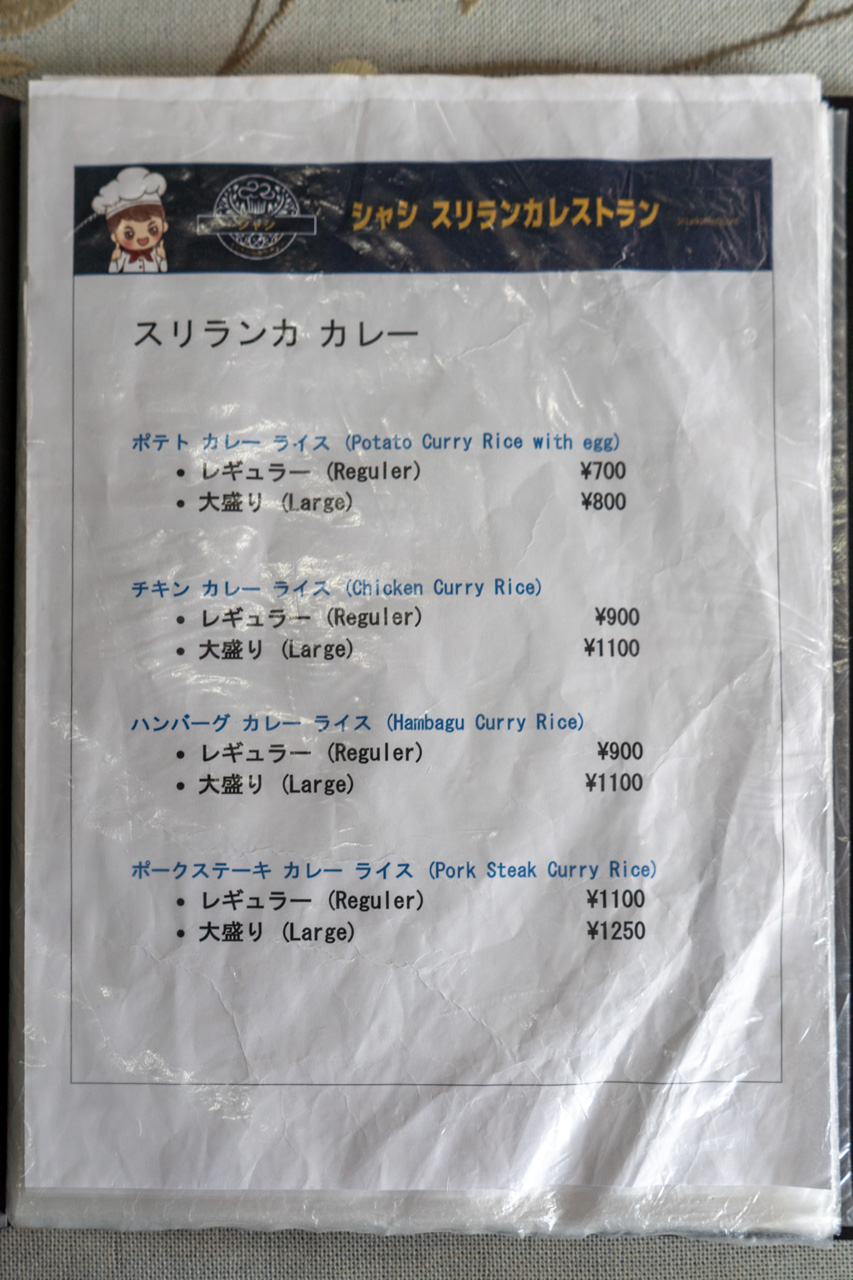 シャシ
シャシ スリランカレストラン
スリランカ カレー
ポテト カレー ライス (Potato Curry Rice with egg)
• レギュラー (Reguler) ¥700
• 大盛り (Large) ¥800
チキン カレー ライス (Chicken Curry Rice)
• レギュラー (Reguler) ¥900
• 大盛り (Large) ¥1100
ハンバーグ カレー ライス (Hambagu Curry Rice)
• レギュラー (Reguler) ¥900
• 大盛り (Large) ¥1100
ポークステーキ カレー ライス (Pork Steak Curry Rice)
• レギュラー (Reguler) ¥1100
• 大盛り (Large) ¥1250